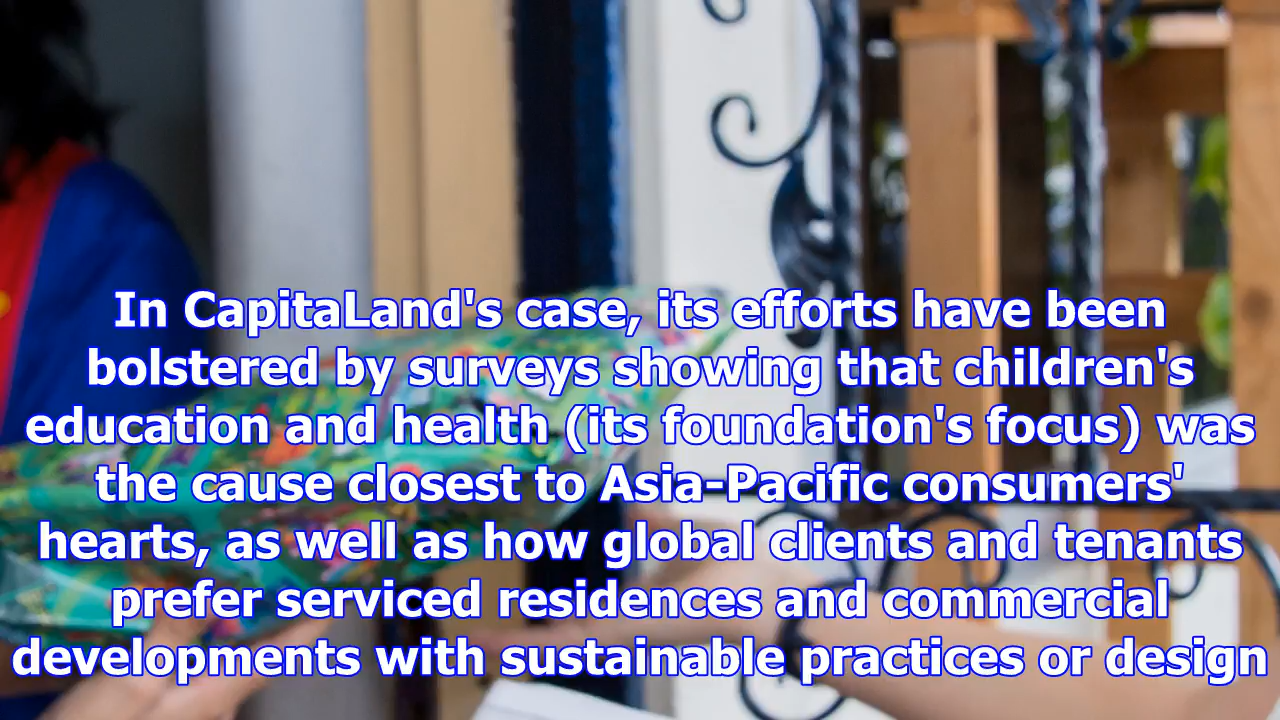 In CapitaLand's case, its efforts have been
bolstered by surveys showing that children's
education and health (its foundation's focus) was
the cause closest to Asia-Pacific consumers'
hearts, as well as how global clients and tenants
prefer serviced residences and commercial
developments with sustainable practices or design